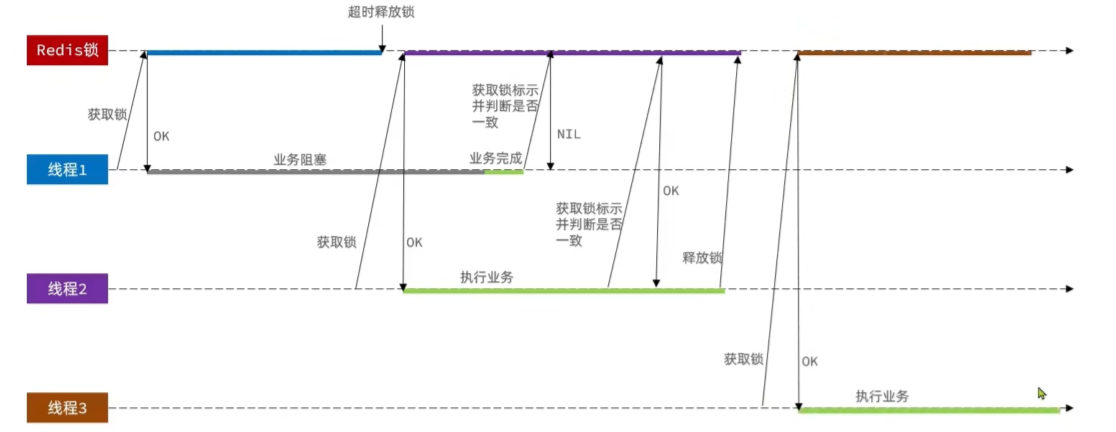 超时释放锁
Redis锁
获取锁
OK
获取锁标示
并判断是否
一致
NIL
业务阻塞
业务完成
线程1
获取锁
OK
获取锁标示
并判断是否
一致
OK
释放锁
执行业务
线程2
获取锁
OK
执行业务
线程3